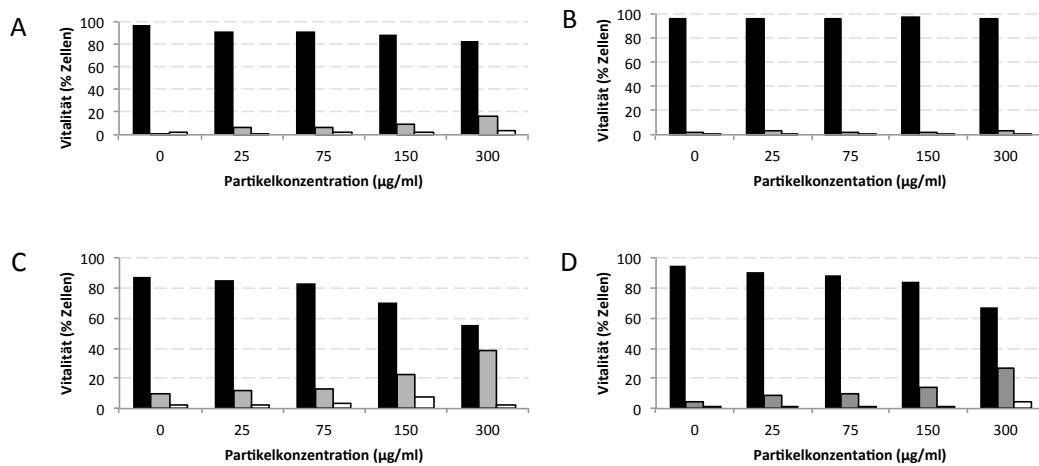 A
Vitalität (% Zellen)
100
80
60
40
20
0
0 25 75 150 300
Partikelkonzentration (µg/ml)
B
Vitalität (% Zellen)
100
80
60
40
20
0
0 25 75 150 300
Partikelkonzentation (µg/ml)
C
Vitalität (% Zellen)
100
80
60
40
20
0
0 25 75 150 300
Partikelkonzentration (µg/ml)
D
Vitalität (% Zellen)
100
80
60
40
20
0
0 25 75 150 300
Partikelkonzentation (µg/ml)